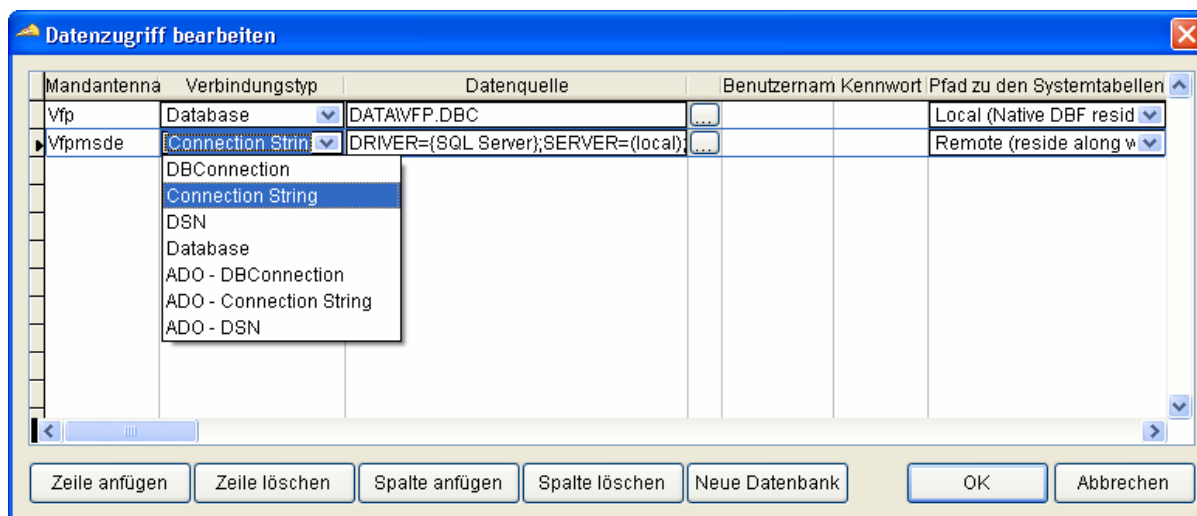 Datenzugriff bearbeiten
Mandantenna Verbindungstyp Datenquelle Benutzernam Kennwort Pfad zu den Systemtabellen
Vfp Database DATA\VFP.DBC ... Local (Native DBF resid
Vfpmsde Connection Strin DRIVER={SQL Server};SERVER=(local); ... Remote (reside along w
DBConnection
Connection String
DSN
Database
ADO - DBConnection
ADO - Connection String
ADO - DSN
Zeile anfügen Zeile löschen Spalte anfügen Spalte löschen Neue Datenbank OK Abbrechen